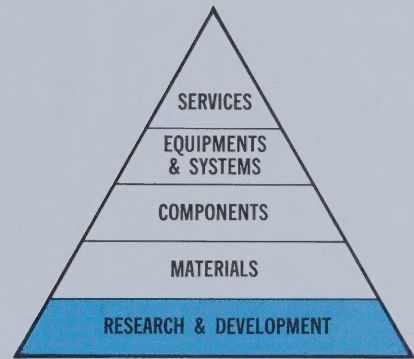 SERVICES
EQUIPMENTS
& SYSTEMS
COMPONENTS
MATERIALS
RESEARCH & DEVELOPMENT